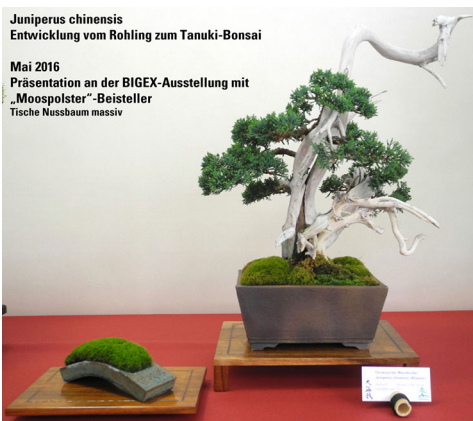 Juniperus chinensis
Entwicklung vom Rohling zum Tanuki-Bonsai
Mai 2016
Präsentation an der BIGEX-Ausstellung mit
„Moospolster“-Beisteller
Tische Nussbaum massiv